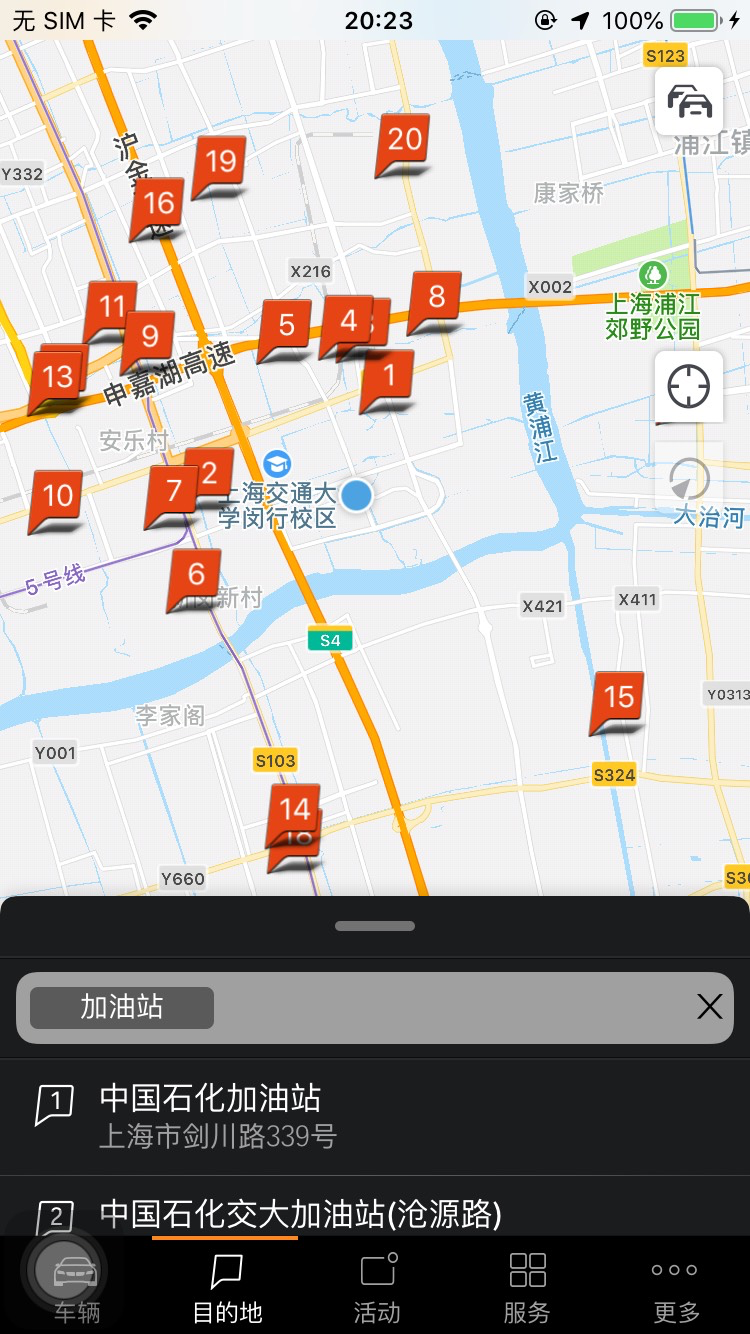 无 SIM 卡
20:23
100%
S123
浦江镇
Y332
沪金
19
20
16
康家桥
X216
X002
11
9
5
4
8
上海浦江
郊野公园
13
申嘉湖高速
1
黄浦江
安乐村
10
7
2
上海交通大
学闵行校区
大治河
5号线
6
新村
X421
X411
S4
李家阁
15
Y0313
Y001
S103
S324
14
18
Y660
S36
加油站
1
中国石化加油站
上海市剑川路339号
2
中国石化交大加油站(沧源路)
车辆
目的地
活动
服务
更多